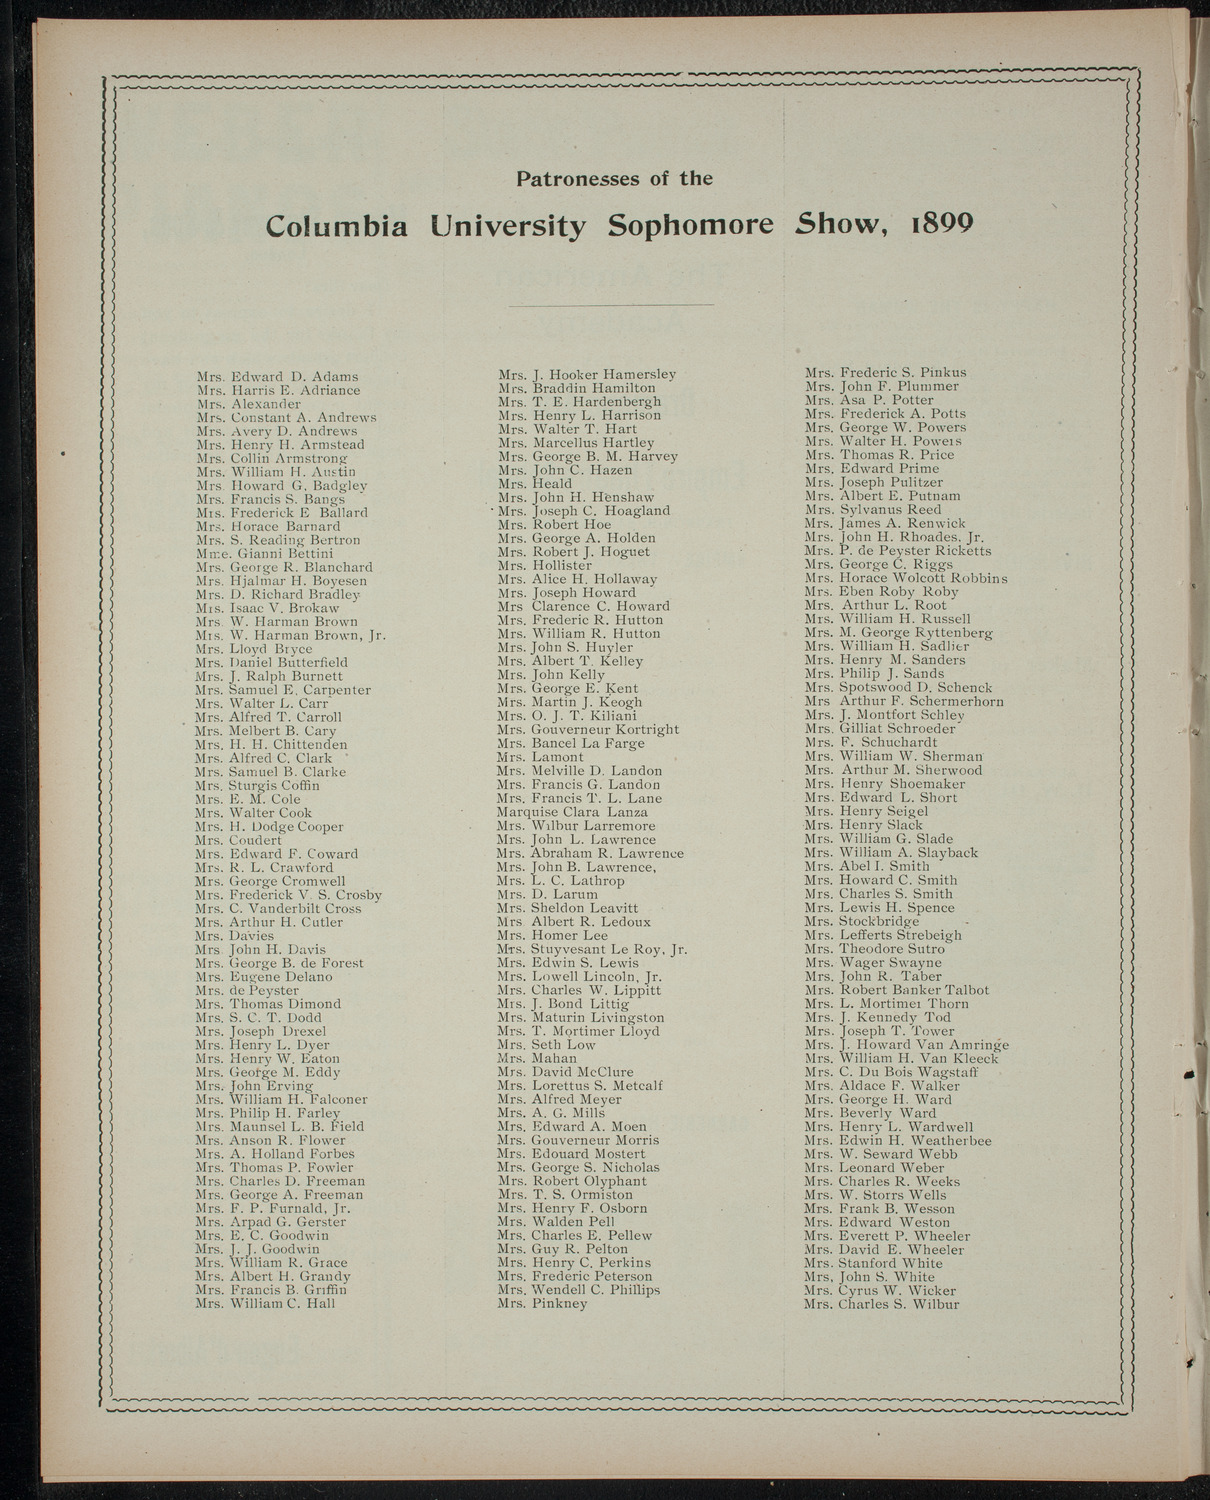 Patronesses of the
Columbia University Sophomore Show, 1899
Mrs. Edward D. Adams
Mrs. Harris E. Adriance
Mrs. Alexander
Mrs. Constant A. Andrews
Mrs. Avery D. Andrews
Mrs. Henry H. Armstead
Mrs. Collin Armstrong
Mrs. William H. Austin
Mrs. Howard G. Badgley
Mrs. Francis S. Bangs
Mrs. Frederick E Ballard
Mrs. Horace Barnard
Mrs. S. Reading Bertron
Mme. Gianni Bettini
Mrs. George R. Blanchard
Mrs. Hjalmar H. Boyesen
Mrs. D. Richard Bradley
Mrs. Isaac V. Brokaw
Mrs. W. Harman Brown
Mrs. W. Harman Brown, Jr.
Mrs. Lloyd Bryce
Mrs. Daniel Butterfield
Mrs. J. Ralph Burnett
Mrs. Samuel E. Carpenter
Mrs. Walter L. Carr
Mrs. Alfred T. Carroll
Mrs. Melbert B. Cary
Mrs. H. H. Chittenden
Mrs. Alfred C. Clark
Mrs. Samuel B. Clarke
Mrs. Sturgis Coffin
Mrs. E. M. Cole
Mrs. Walter Cook
Mrs. H. Dodge Cooper
Mrs. Coudert
Mrs. Edward F. Coward
Mrs. R. L. Crawford
Mrs. George Cromwell
Mrs. Frederick V. S. Crosby
Mrs. C. Vanderbilt Cross
Mrs. Arthur H. Cutler
Mrs. Davies
Mrs. John H. Davis
Mrs. George B. de Forest
Mrs. Eugene Delano
Mrs. de Peyster
Mrs. Thomas Dimond
Mrs. S. C. T. Dodd
Mrs. Joseph Drexel
Mrs. Henry L. Dyer
Mrs. Henry W. Eaton
Mrs. George M. Eddy
Mrs. John Erving
Mrs. William H. Falconer
Mrs. Philip H. Farley
Mrs. Maunsel L. B. Field
Mrs. Anson R. Flower
Mrs. A. Holland Forbes
Mrs. Thomas P. Fowler
Mrs. Charles D. Freeman
Mrs. George A. Freeman
Mrs. F. P. Furnald, Jr.
Mrs. Arpad G. Gerster
Mrs. E. C. Goodwin
Mrs. J. J. Goodwin
Mrs. William R. Grace
Mrs. Albert H. Grandy
Mrs. Francis B. Griffin
Mrs. William C. Hall
Mrs. J. Hooker Hamersley
Mrs. Braddin Hamilton
Mrs. T. E. Hardenbergh
Mrs. Henry L. Harrison
Mrs. Walter T. Hart
Mrs. Marcellus Hartley
Mrs. George B. M. Harvey
Mrs. John C. Hazen
Mrs. Heald
Mrs. John H. Henshaw
Mrs. Joseph C. Hoagland
Mrs. Robert Hoe
Mrs. George A. Holden
Mrs. Robert J. Hoguet
Mrs. Hollister
Mrs. Alice H. Hollaway
Mrs. Joseph Howard
Mrs Clarence C. Howard
Mrs. Frederic R. Hutton
Mrs. William R. Hutton
Mrs. John S. Huyler
Mrs. Albert T. Kelley
Mrs. John Kelly
Mrs. George E. Kent
Mrs. Martin J. Keogh
Mrs. O. J. T. Kiliani
Mrs. Gouverneur Kortright
Mrs. Bancel La Farge
Mrs. Lamont
Mrs. Melville D. Landon
Mrs. Francis G. Landon
Mrs. Francis T. L. Lane
Marquise Clara Lanza
Mrs. Wilbur Larremore
Mrs. John L. Lawrence
Mrs. Abraham R. Lawrence
Mrs. John B. Lawrence,
Mrs. L. C. Lathrop
Mrs. D. Larum
Mrs. Sheldon Leavitt
Mrs Albert R. Ledoux
Mrs. Homer Lee
Mrs. Stuyvesant Le Roy, Jr.
Mrs. Edwin S. Lewis
Mrs. Lowell Lincoln, Jr.
Mrs. Charles W. Lippitt
Mrs. J. Bond Littig
Mrs. Maturin Livingston
Mrs. T. Mortimer Lloyd
Mrs. Seth Low
Mrs. Mahan
Mrs. David McClure
Mrs. Lorettus S. Metcalf
Mrs. Alfred Meyer
Mrs. A. G. Mills
Mrs. Edward A. Moen
Mrs. Gouverneur Morris
Mrs. Edouard Mostert
Mrs. George S. Nicholas
Mrs. Robert Olyphant
Mrs. T. S. Ormiston
Mrs. Henry F. Osborn
Mrs. Walden Pell
Mrs. Charles E. Pellew
Mrs. Guy R. Pelton
Mrs. Henry C. Perkins
Mrs. Frederic Peterson
Mrs. Wendell C. Phillips
Mrs. Pinkney
Mrs. Frederic S. Pinkus
Mrs. John F. Plummer
Mrs. Asa P. Potter
Mrs. Frederick A. Potts
Mrs. George W. Powers
Mrs. Walter H. Powers
Mrs. Thomas R. Price
Mrs. Edward Prime
Mrs. Joseph Pulitzer
Mrs. Albert E. Putnam
Mrs. Sylvanus Reed
Mrs. James A. Renwick
Mrs. John H. Rhoades, Jr.
Mrs. P. de Peyster Ricketts
Mrs. George C. Riggs
Mrs. Horace Wolcott Robbins
Mrs. Eben Roby Roby
Mrs. Arthur L. Root
Mrs. William H. Russell
Mrs. M. George Ryttenberg
Mrs. William H. Sadlier
Mrs. Henry M. Sanders
Mrs. Philip J. Sands
Mrs. Spotswood D. Schenck
Mrs Arthur F. Schermerhorn
Mrs. J. Montfort Schley
Mrs. Gilliat Schroeder
Mrs. F. Schuchardt
Mrs. William W. Sherman
Mrs. Arthur M. Sherwood
Mrs. Henry Shoemaker
Mrs. Edward L. Short
Mrs. Henry Seigel
Mrs. Henry Slack
Mrs. William G. Slade
Mrs. William A. Slayback
Mrs. Abel I. Smith
Mrs. Howard C. Smith
Mrs. Charles S. Smith
Mrs. Lewis H. Spence
Mrs. Stockbridge
Mrs. Lefferts Strebeigh
Mrs. Theodore Sutro
Mrs. Wager Swayne
Mrs. John R. Taber
Mrs. Robert Banker Talbot
Mrs. L. Mortimer Thorn
Mrs. J. Kennedy Tod
Mrs. Joseph T. Tower
Mrs. J. Howard Van Amringe
Mrs. William H. Van Kleeck
Mrs. C. Du Bois Wagstaff
Mrs. Aldace F. Walker
Mrs. George H. Ward
Mrs. Beverly Ward
Mrs. Henry L. Wardwell
Mrs. Edwin H. Weatherbee
Mrs. W. Seward Webb
Mrs. Leonard Weber
Mrs. Charles R. Weeks
Mrs. W. Storrs Wells
Mrs. Frank B. Wesson
Mrs. Edward Weston
Mrs. Everett P. Wheeler
Mrs. David E. Wheeler
Mrs. Stanford White
Mrs. John S. White
Mrs. Cyrus W. Wicker
Mrs. Charles S. Wilbur